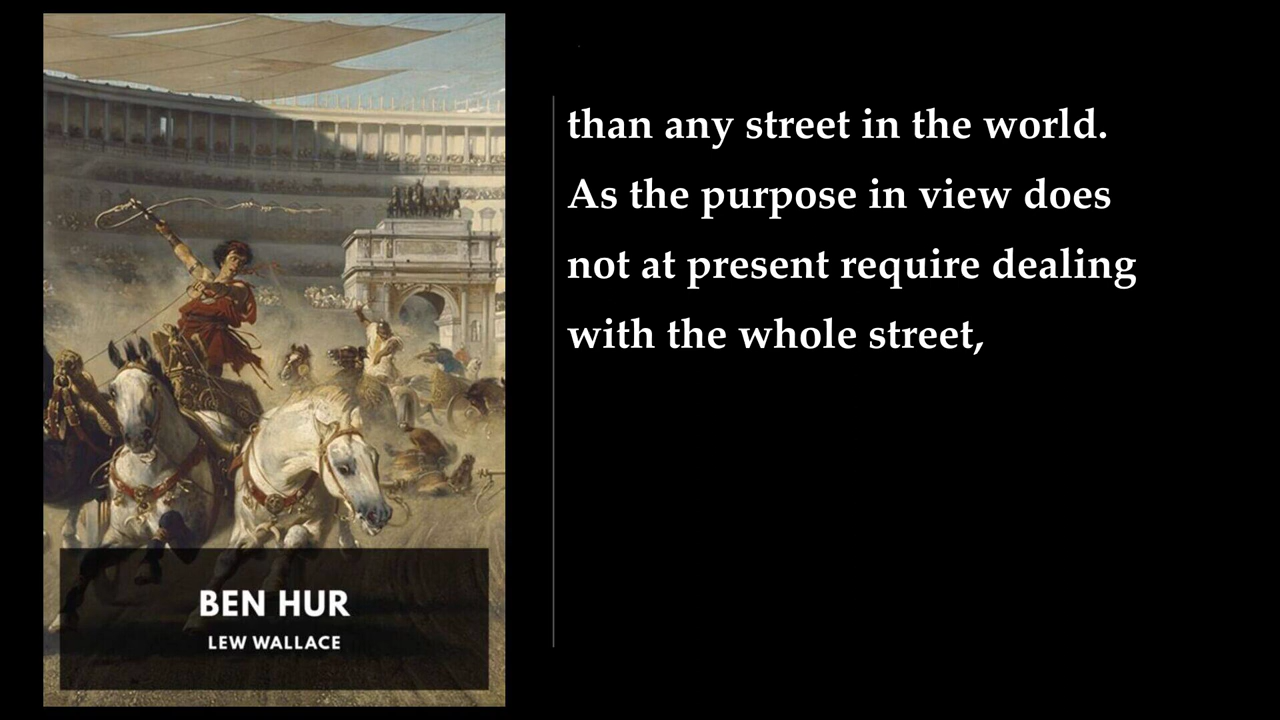 than any street in the world.
As the purpose in view does
not at present require dealing
with the whole street,
BEN HUR
LEW WALLACE